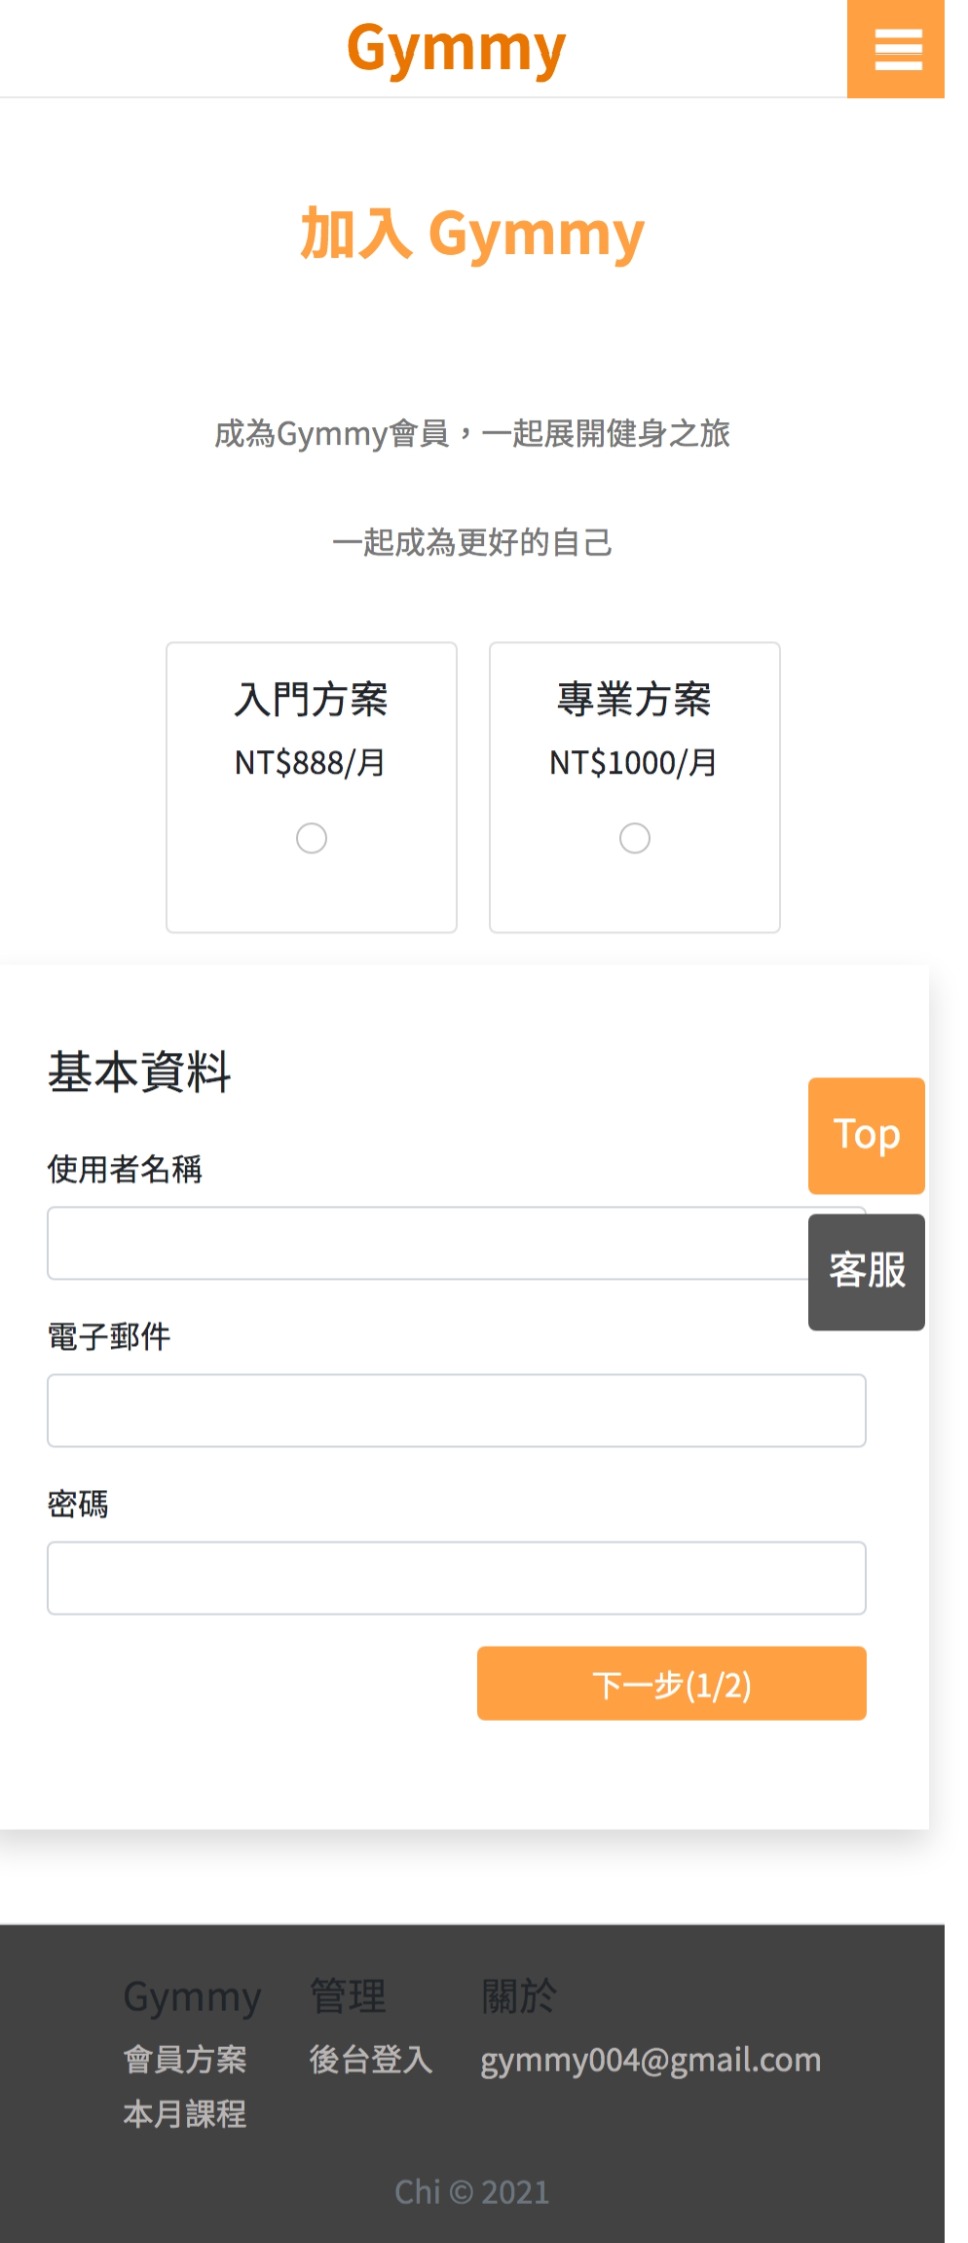 Gymmy
加入 Gymmy
成為Gymmy會員，一起展開健身之旅
一起成為更好的自己
入門方案
NT$888/月
專業方案
NT$1000/月
基本資料
Top
使用者名稱
客服
電子郵件
密碼
下一步(1/2)
Gymmy
會員方案
本月課程
管理
後台登入
關於
gymmy004@gmail.com
Chi © 2021